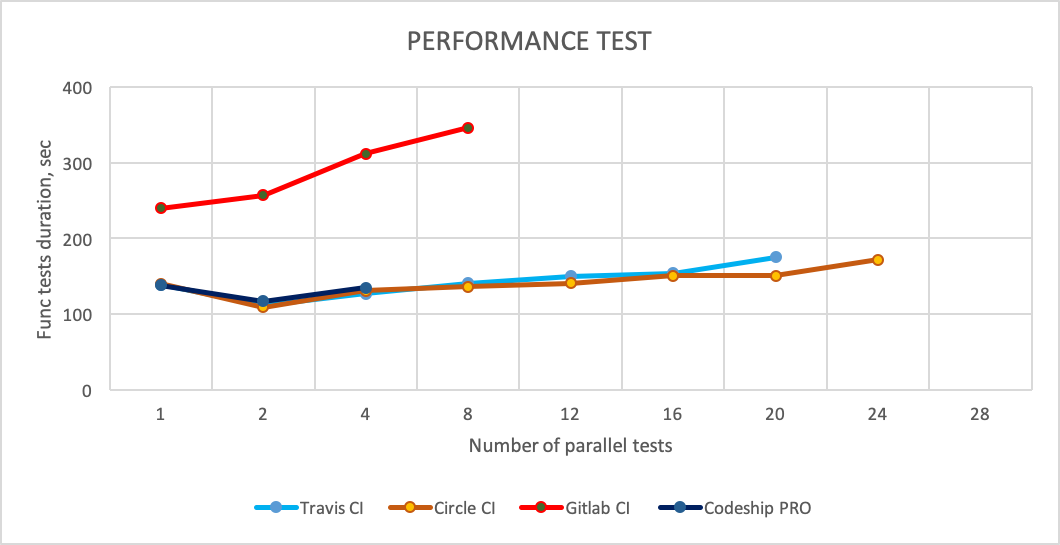 PERFORMANCE TEST
400
300
200
100
0
Func tests duration, sec
1 2 4 8 12 16 20 24 28
Number of parallel tests
Travis CI Circle CI Gitlab CI Codeship PRO